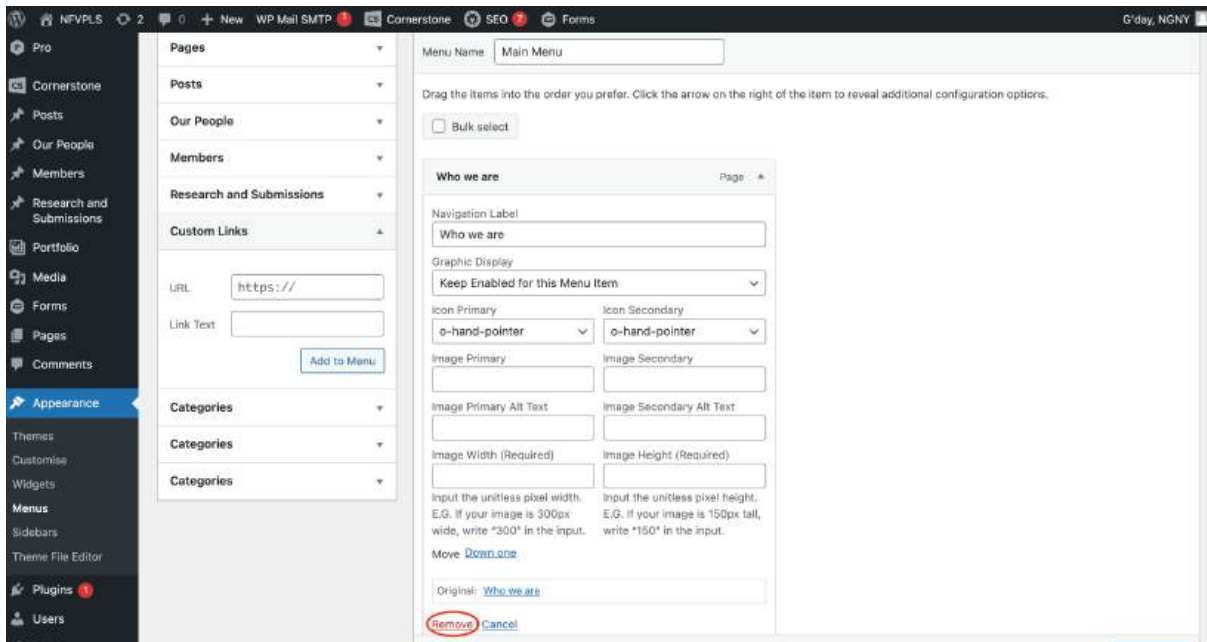 NFVPLS 2 0 + New WP Mail SMTP 1 Cornerstone SEO 7 Forms G'day, NGNY
Pro
Cornerstone
Posts
Our People
Members
Research and
Submissions
Portfolio
Media
Forms
Pages
Comments
Appearance
Themes
Customise
Widgets
Menus
Sidebars
Theme File Editor
Plugins 1
Users
Pages
Posts
Our People
Members
Research and Submissions
Custom Links
URL https://
Link Text
Add to Menu
Categories
Categories
Categories
Menu Name Main Menu
Drag the items into the order you prefer. Click the arrow on the right of the item to reveal additional configuration options.
Bulk select
Who we are Page
Navigation Label
Who we are
Graphic Display
Keep Enabled for this Menu Item
Icon Primary Icon Secondary
o-hand-pointer o-hand-pointer
Image Primary Image Secondary
Image Primary Alt Text Image Secondary Alt Text
Image Width (Required) Image Height (Required)
Input the unitless pixel width. Input the unitless pixel height.
E.G. If your image is 300px E.G. If your image is 150px tall,
wide, write "300" in the input. write "150" in the input.
Move Down one
Original: Who we are
Remove Cancel